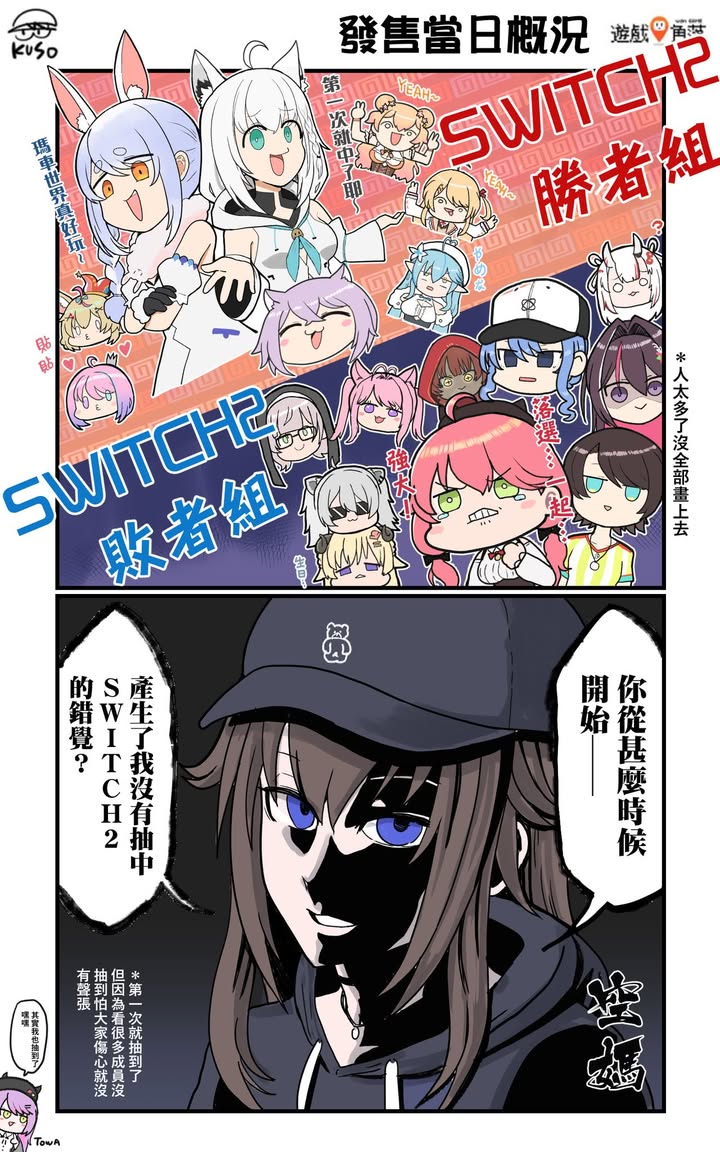 KUSO
發售當日概況
遊戲角落
SWITCH2
勝者組
第一次就中了耶~
YEAH~
YEAH~
瑪車世界真好玩~
やめな
貼貼
?
*人太多了沒全部畫上去
SWITCH2
敗者組
強大!
落選...一起...
生日
你從甚麼時候
開始——
產生了我沒有抽中
SWITCH2
的錯覺?
空媽
*第一次就抽到了
但因為看很多成員沒
抽到怕大家傷心就沒
有聲張
其實我也抽到了
嘿嘿
TOWA